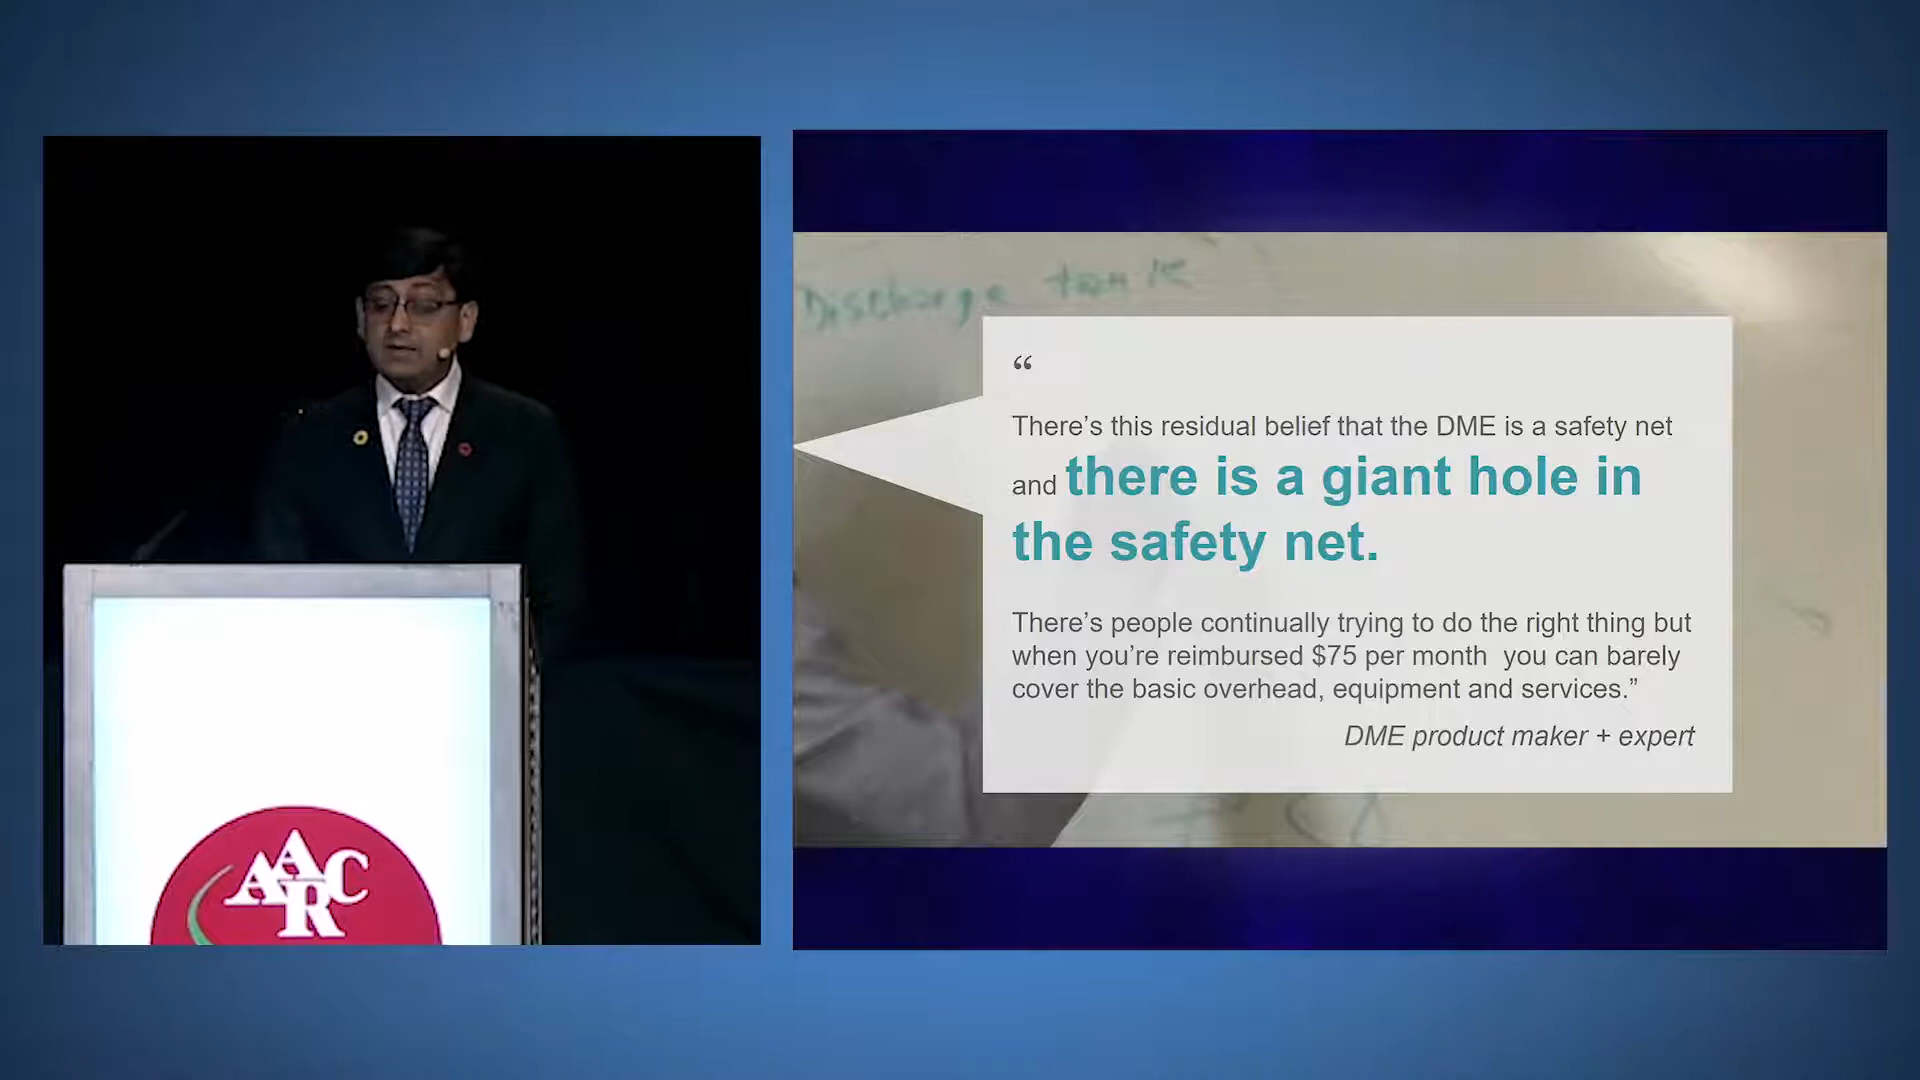 Discharge tank
“
There’s this residual belief that the DME is a safety net
and there is a giant hole in
the safety net.
There’s people continually trying to do the right thing but
when you’re reimbursed $75 per month  you can barely
cover the basic overhead, equipment and services.”
DME product maker + expert
AARC